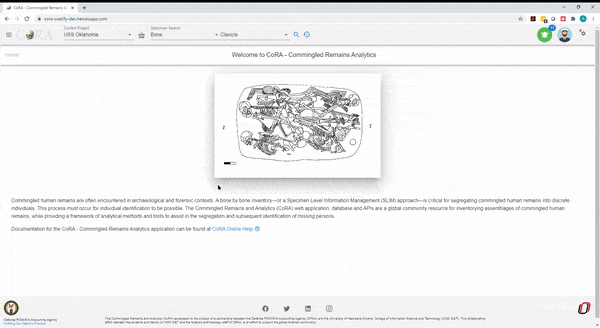 CoRA - Commingled Remains An
cora-vuetify-dev.herokuapp.com
Current Project
Specimen Search
CoRA
USS Oklahoma
Bone
Clavicle
Home
Welcome to CoRA - Commingled Remains Analytics
Commingled human remains are often encountered in archaeological and forensic contexts. A bone by bone inventory—or a Specimen Level Information Management (SLIM) approach—is critical for segregating commingled human remains into discrete
individuals. This process must occur for individual identification to be possible. The Commingled Remains and Analytics (CoRA) web application, database and APIs are a global community resource for inventorying assemblages of commingled human
remains, while providing a framework of analytical methods and tools to assist in the segregation and subsequent identification of missing persons.
Documentation for the CoRA - Commingled Remains Analytics application can be found at CoRA Online Help
Defense POW/MIA Accounting Agency
Fulfilling Our Nation's Promise
The Commingled Remains and Analytics (CoRA) ecosystem is the product of a partnership between the Defense POW/MIA Accounting Agency (DPAA) and the University of Nebraska Omaha, College of Information Science and Technology (UNO IS&T). This collaborative
effort between the students and faculty of UNO IS&T and the forensic anthropology staff of DPAA, is an effort to support the global forensic community.